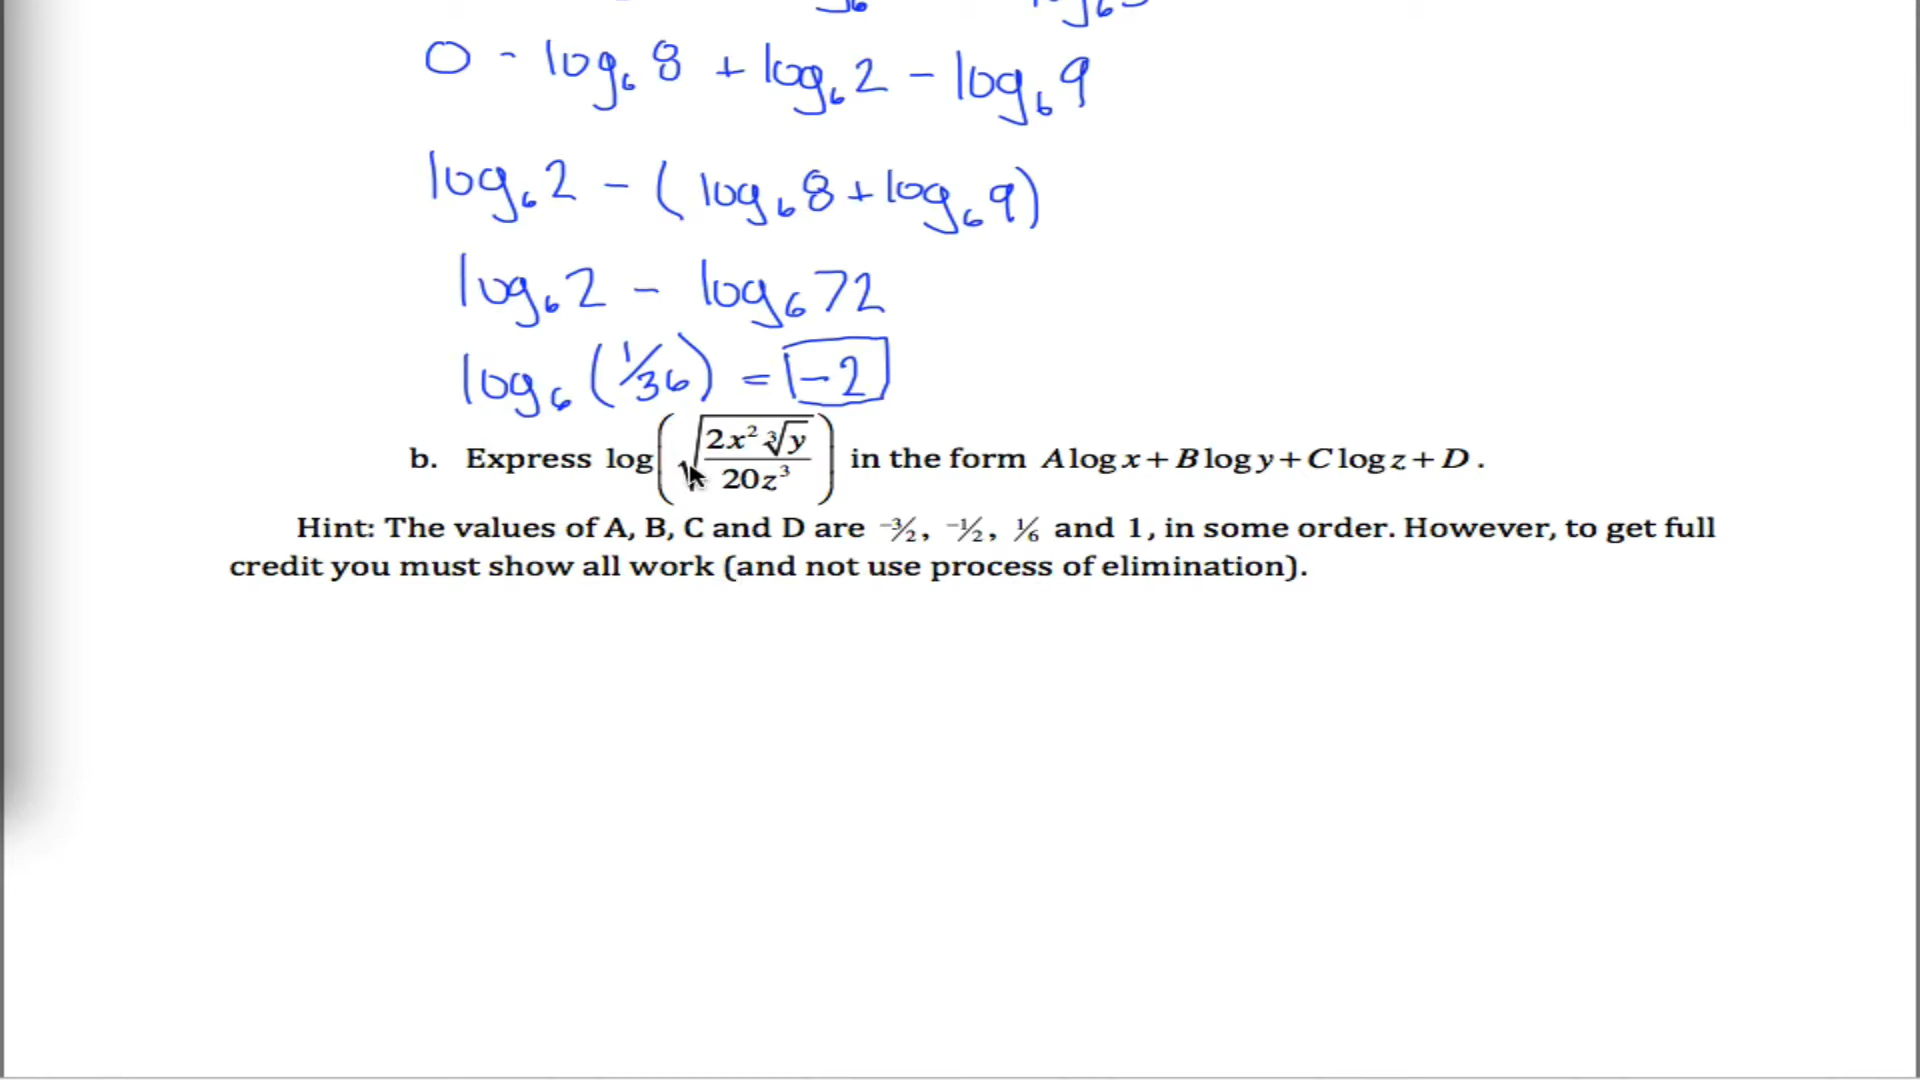 0 - log₆ 8 + log₆ 2 - log₆ 9
log₆ 2 - (log₆ 8 + log₆ 9)
log₆ 2 - log₆ 72
log₆ (1/36) = -2
b. Express log(√(2x² ∛y / 20z³)) in the form A log x + B log y + C log z + D.
Hint: The values of A, B, C and D are -3/2, -1/2, 1/6 and 1, in some order. However, to get full
credit you must show all work (and not use process of elimination).